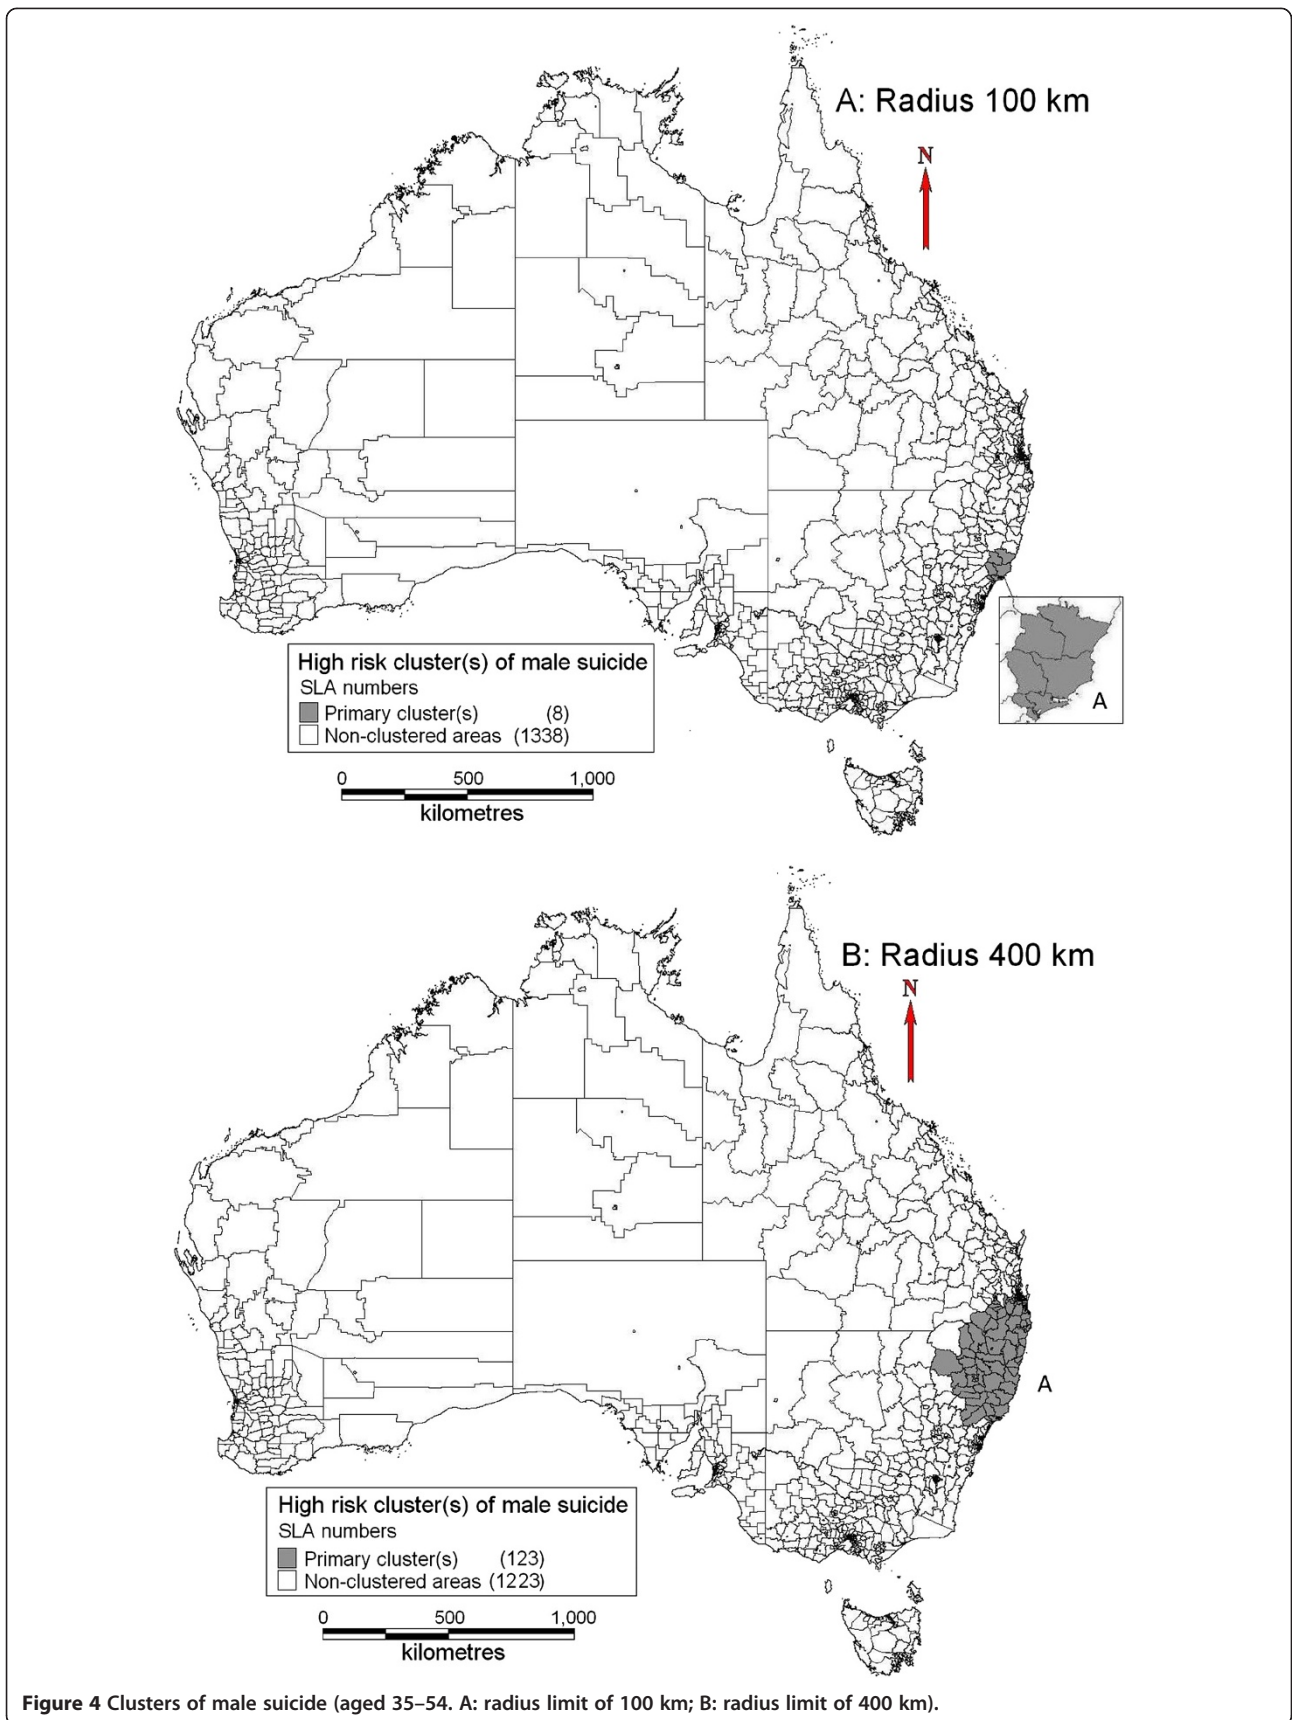 A: Radius 100 km
N
A
High risk cluster(s) of male suicide
SLA numbers
Primary cluster(s) (8)
Non-clustered areas (1338)
0 500 1,000
kilometres
B: Radius 400 km
N
A
High risk cluster(s) of male suicide
SLA numbers
Primary cluster(s) (123)
Non-clustered areas (1223)
0 500 1,000
kilometres
Figure 4 Clusters of male suicide (aged 35–54. A: radius limit of 100 km; B: radius limit of 400 km).